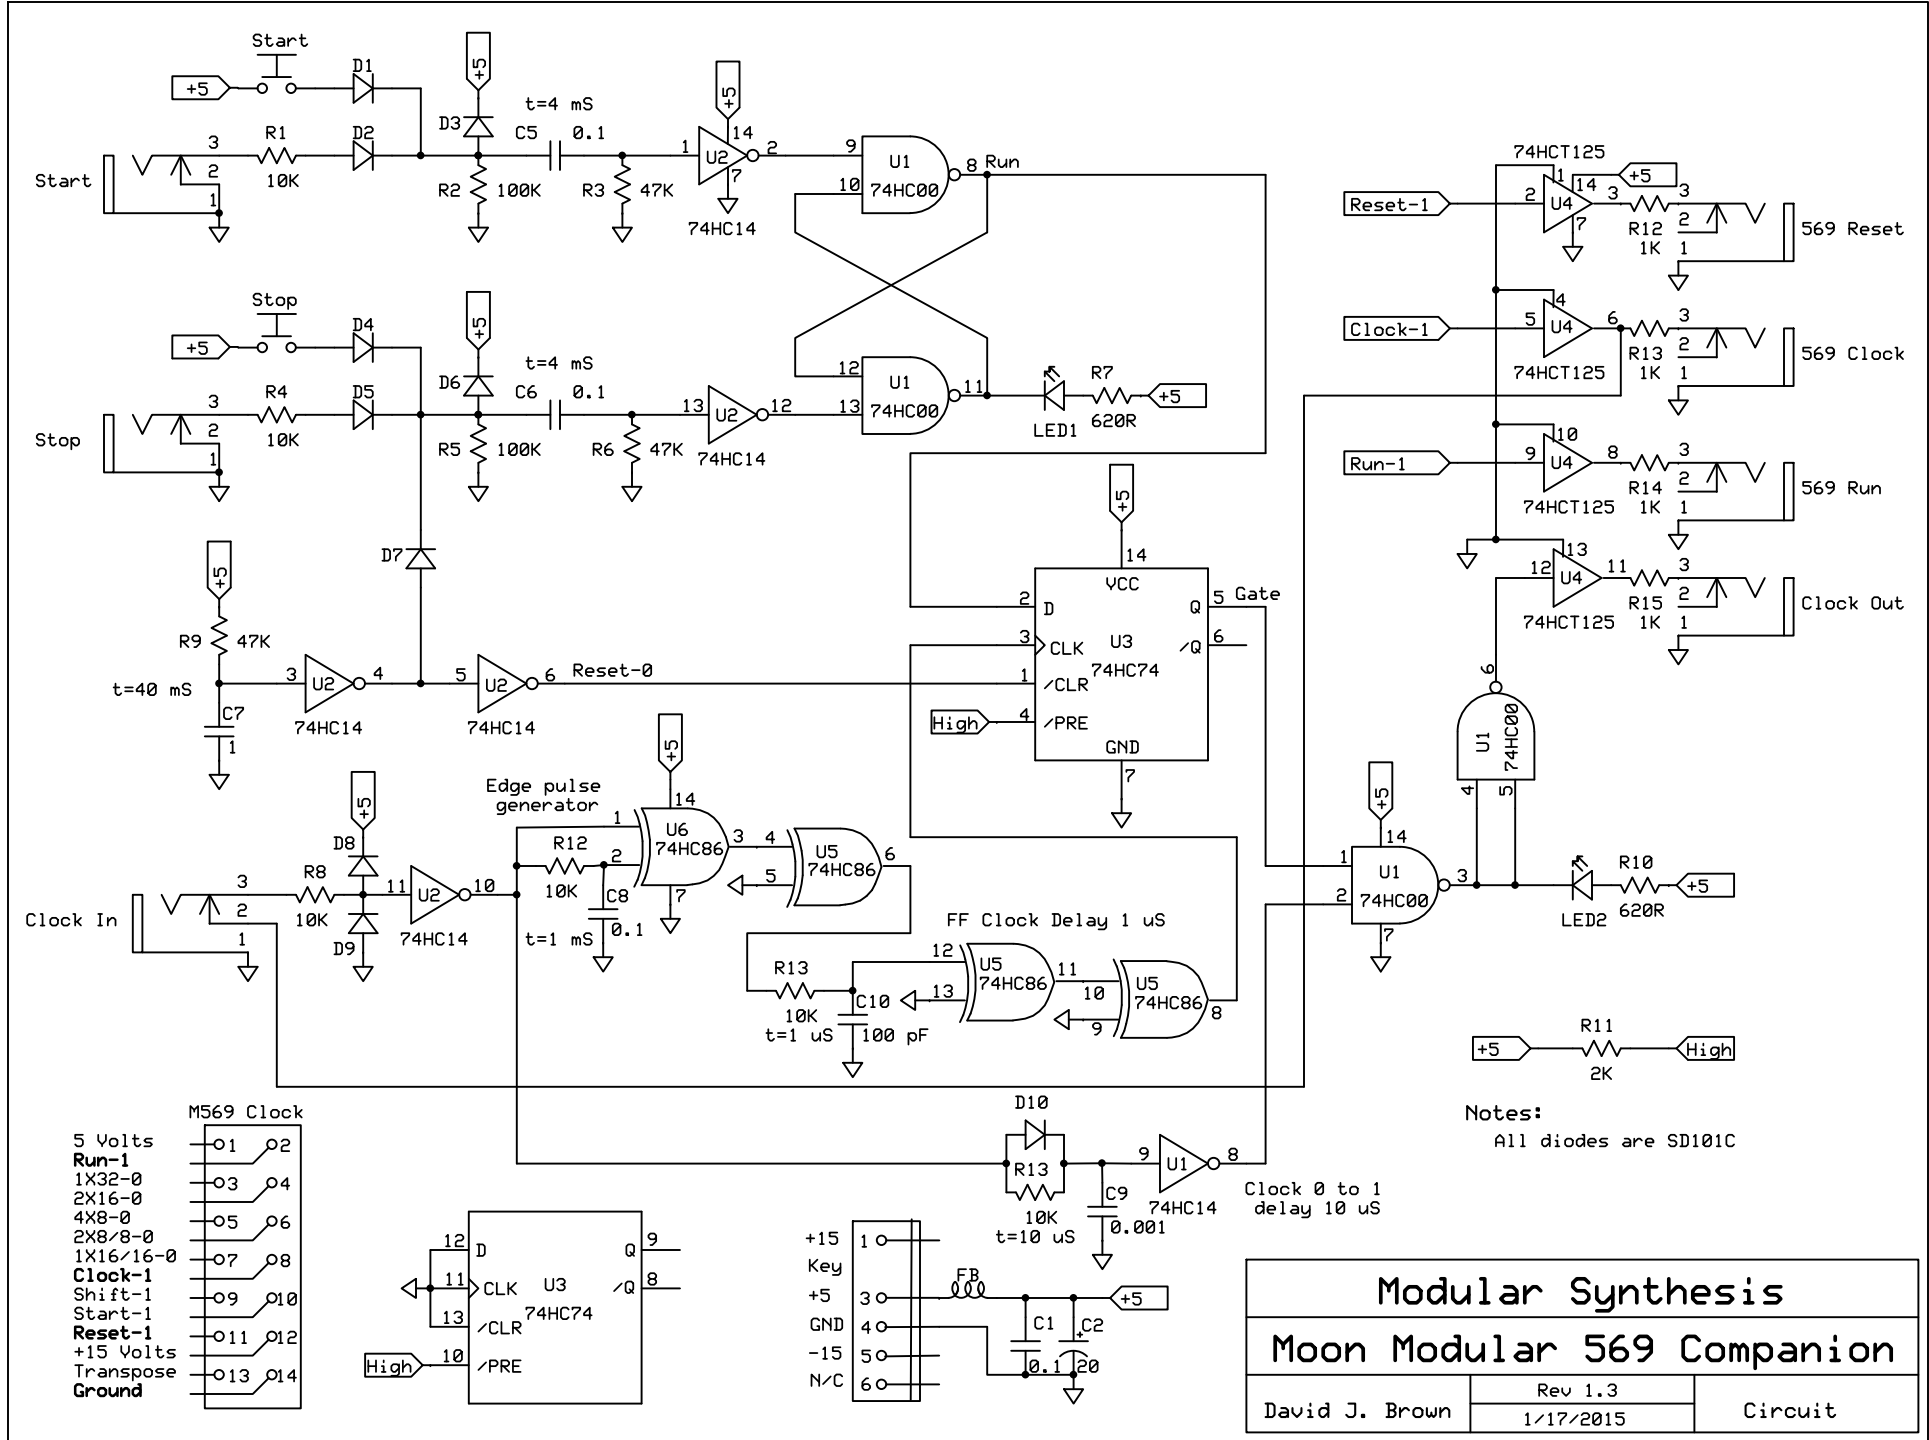 Start
+5
D1
+5
D3
t=4 mS
C5 0.1
+5
14
Start
3
2
1
R1
10K
D2
R2
100K
R3
47K
1
U2
2
7
74HC14
9
10
U1
74HC00
8
Run
Stop
+5
D4
+5
D6
t=4 mS
C6 0.1
Stop
3
2
1
R4
10K
D5
R5
100K
R6
47K
13
U2
12
74HC14
12
13
U1
74HC00
11
LED1
R7
620R
+5
74HCT125
Reset-1
2
1
14
U4
7
3
+5
R12
1K
3
2
1
569 Reset
Clock-1
5
4
U4
6
74HCT125
R13
1K
3
2
1
569 Clock
Run-1
9
10
U4
8
74HCT125
R14
1K
3
2
1
569 Run
12
13
U4
11
74HCT125
R15
1K
3
2
1
Clock Out
+5
R9
47K
t=40 mS
C7
1
3
U2
4
74HC14
D7
5
U2
6
74HC14
Reset-0
+5
14
VCC
2
D
Q
5
Gate
3
CLK
U3
74HC74
/Q
6
1
/CLR
High
4
/PRE
GND
7
6
U1
74HC00
4
5
Edge pulse
generator
+5
14
1
2
U6
74HC86
3
7
R12
10K
C8
0.1
t=1 mS
4
5
U5
74HC86
6
+5
D8
Clock In
3
2
1
R8
10K
D9
11
U2
10
74HC14
FF Clock Delay 1 uS
R13
10K
t=1 uS
C10
100 pF
12
13
U5
74HC86
11
10
9
U5
74HC86
8
+5
14
1
2
U1
74HC00
3
7
LED2
R10
620R
+5
+5
R11
2K
High
Notes:
All diodes are SD101C
M569 Clock
5 Volts
1
2
Run-1
1X32-0
3
4
2X16-0
4X8-0
5
6
2X8/8-0
1X16/16-0
7
8
Clock-1
Shift-1
9
10
Start-1
Reset-1
11
12
+15 Volts
Transpose
13
14
Ground
D10
R13
10K
t=10 uS
C9
0.001
9
U1
8
74HC14
Clock 0 to 1
delay 10 uS
12
D
Q
9
11
CLK
U3
74HC74
/Q
8
13
/CLR
High
10
/PRE
+15
1
Key
+5
3
GND
4
-15
5
N/C
6
FB
+5
C1
0.1
+
C2
20
Modular Synthesis
Moon Modular 569 Companion
David J. Brown
Rev 1.3
1/17/2015
Circuit